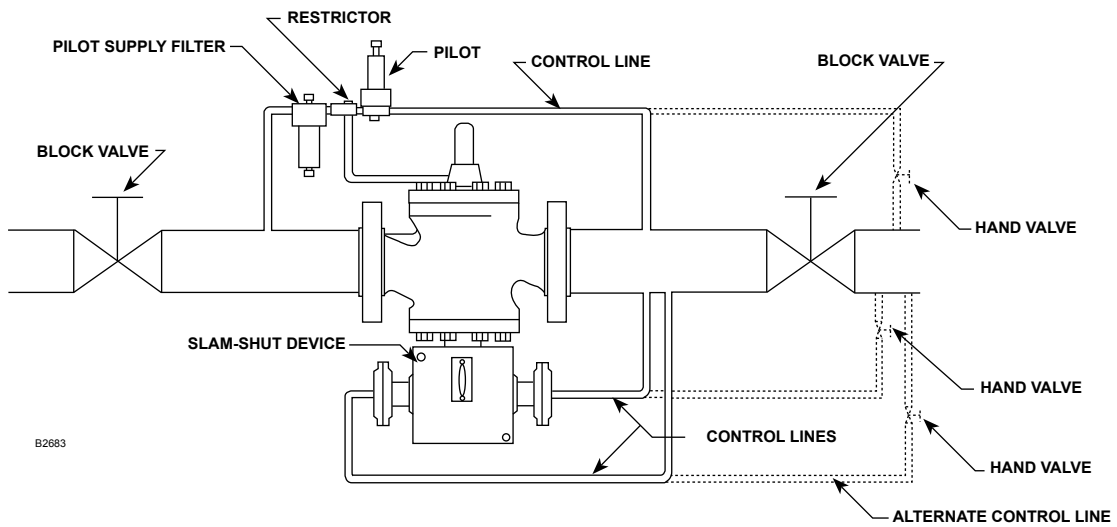 RESTRICTOR
PILOT SUPPLY FILTER
PILOT
CONTROL LINE
BLOCK VALVE
BLOCK VALVE
HAND VALVE
SLAM-SHUT DEVICE
HAND VALVE
CONTROL LINES
B2683
HAND VALVE
ALTERNATE CONTROL LINE